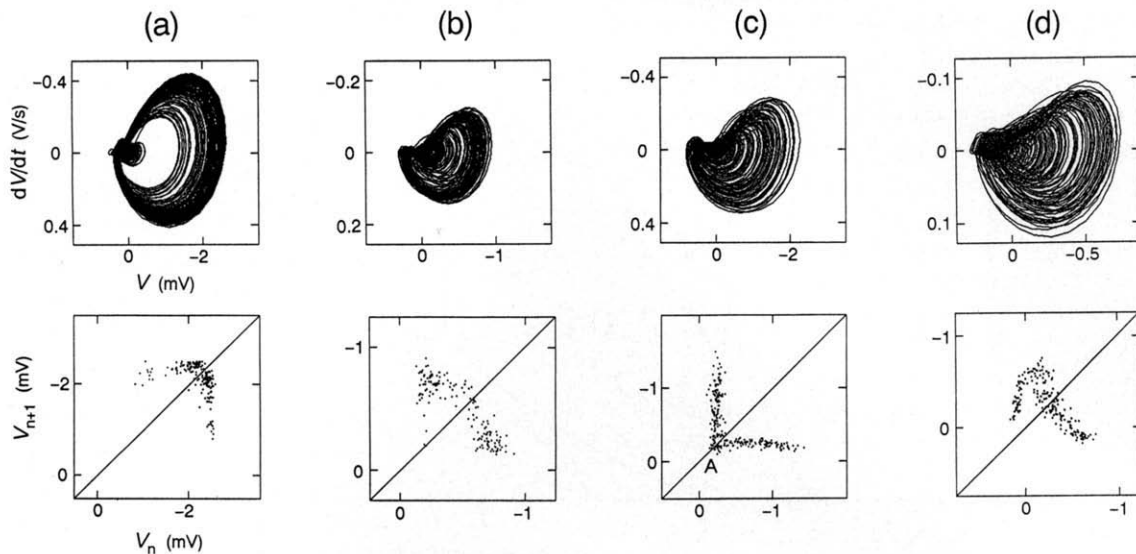 (a) (b) (c) (d)
-0.4 -0.2 -0.4 -0.1
dV/dt (V/s) 0 0 0 0
0.4 0.2 0.4 0.1
0 -2 0 -1 0 -2 0 -0.5
V (mV)
Vn+1 (mV) -2 -1 -1 -1
0 0 0 0
A
0 -2 0 -1 0 -1 0 -1
Vn (mV)